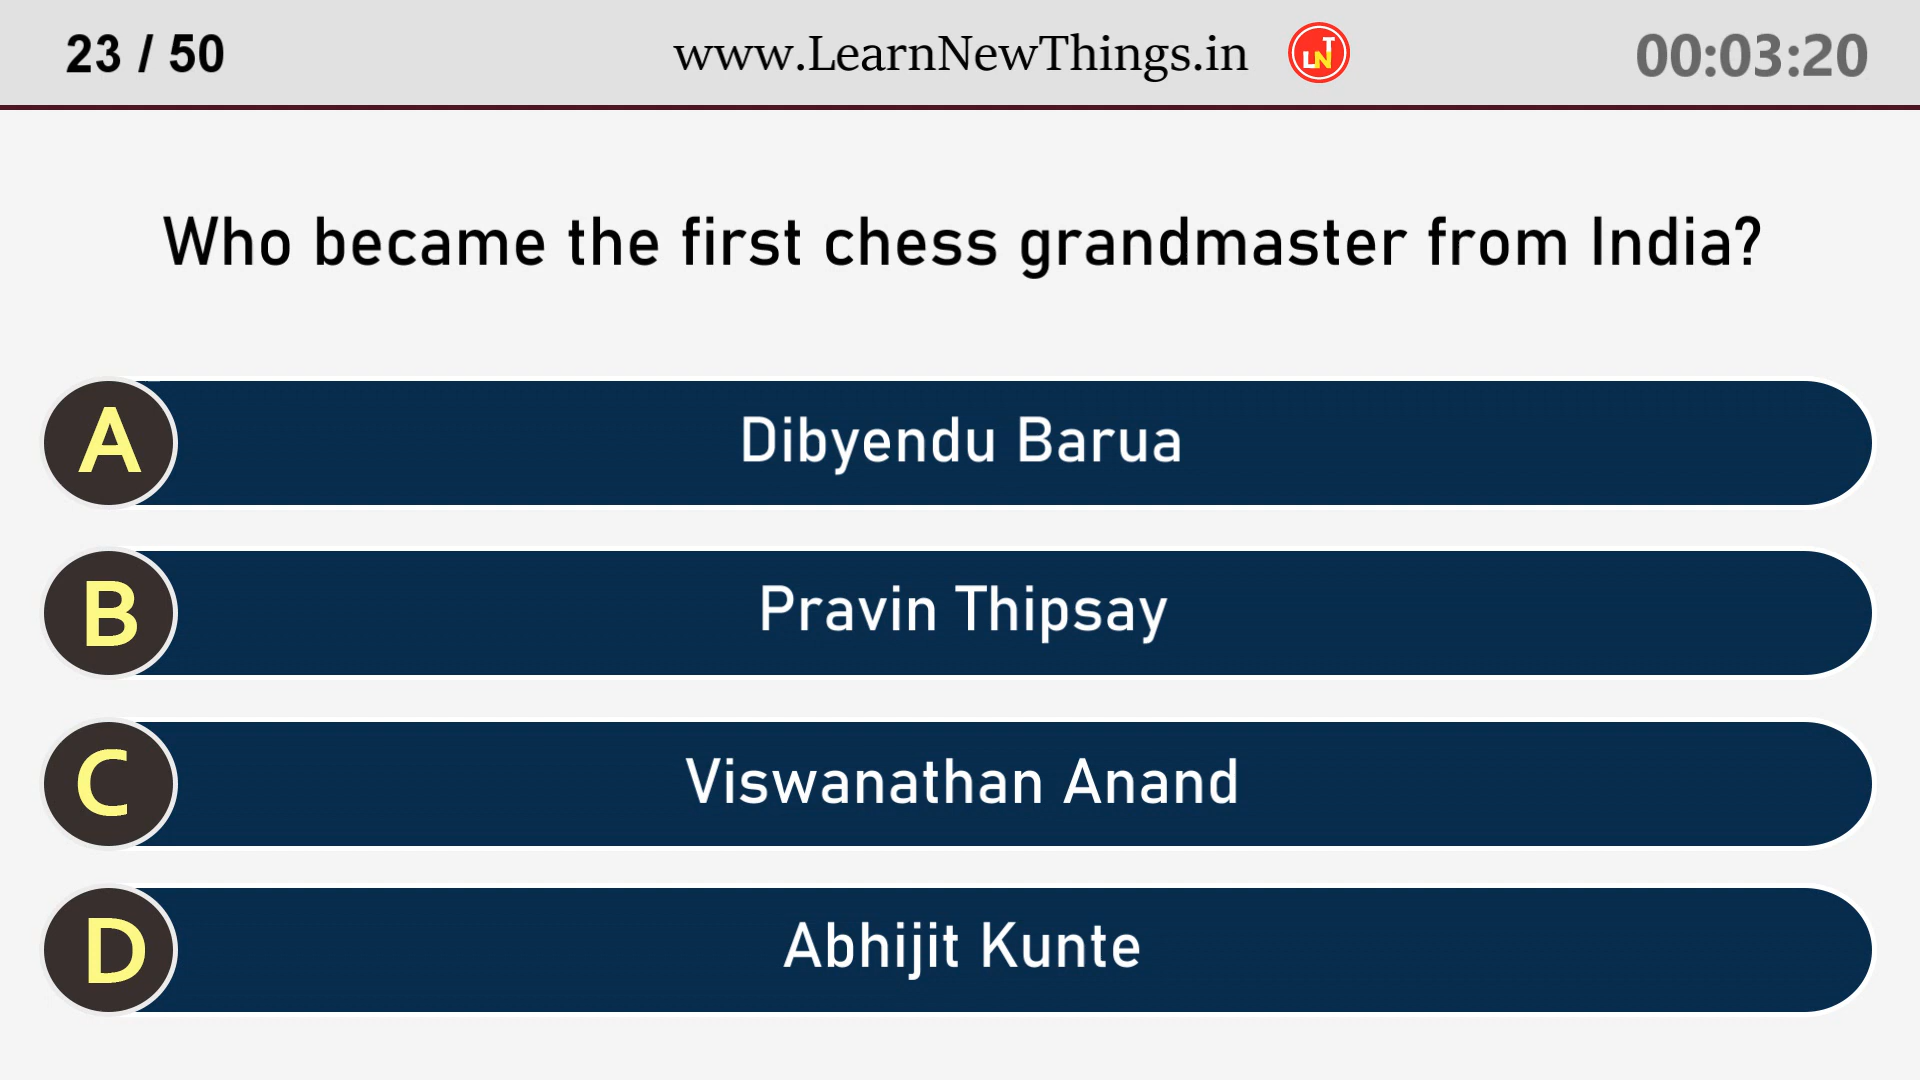 23 / 50
www.LearnNewThings.in
LNT
00:03:20
Who became the first chess grandmaster from India?
A
Dibyendu Barua
B
Pravin Thipsay
C
Viswanathan Anand
D
Abhijit Kunte